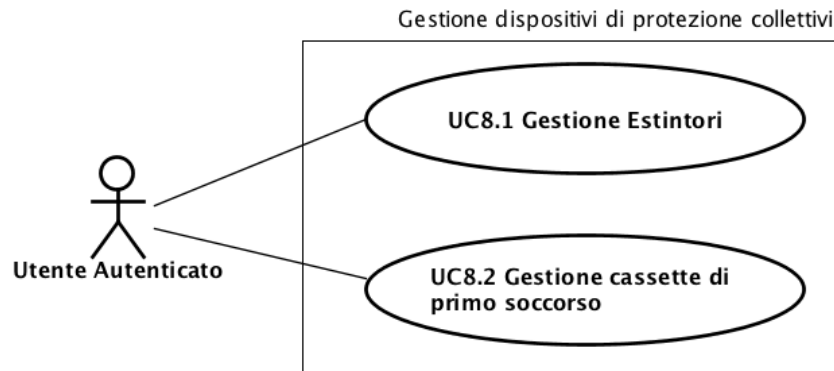 Gestione dispositivi di protezione collettivi
UC8.1 Gestione Estintori
Utente Autenticato
UC8.2 Gestione cassette di
primo soccorso